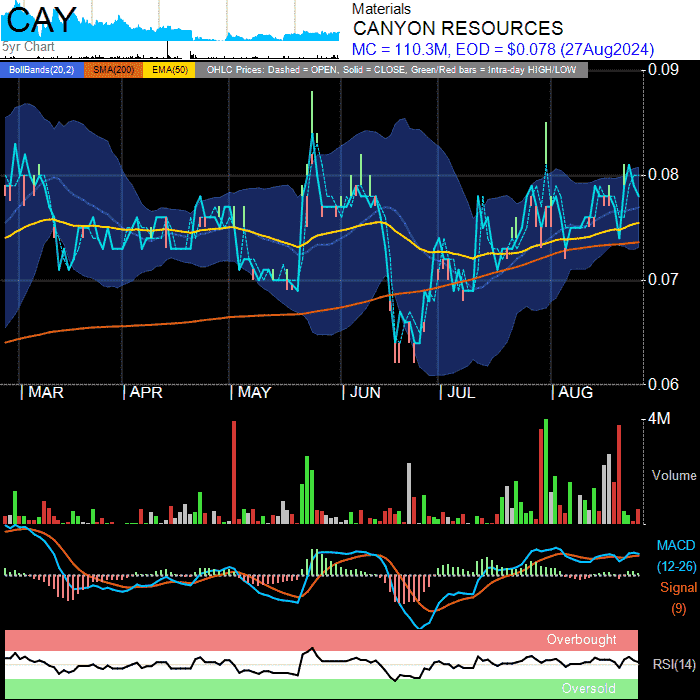 CAY
5yr Chart
Materials
CANYON RESOURCES
MC = 110.3M, EOD = $0.078 (27Aug2024)
BollBands(20,2) SMA(200) EMA(50) OHLC Prices: Dashed = OPEN, Solid = CLOSE, Green/Red bars = Intra-day HIGH/LOW
0.09
0.08
0.07
0.06
| MAR | APR | MAY | JUN | JUL | AUG
4M
Volume
MACD
(12-26)
Signal
(9)
Overbought
RSI(14)
Oversold